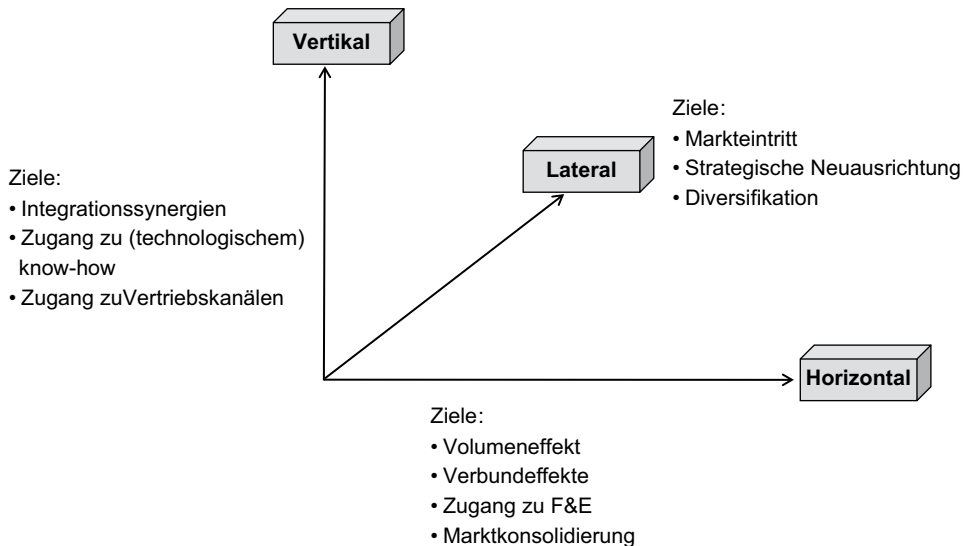 Vertikal
Ziele:
• Integrationssynergien
• Zugang zu (technologischem)
know-how
• Zugang zuVertriebskanälen
Lateral
Ziele:
• Markteintritt
• Strategische Neuausrichtung
• Diversifikation
Horizontal
Ziele:
• Volumeneffekt
• Verbundeffekte
• Zugang zu F&E
• Marktkonsolidierung